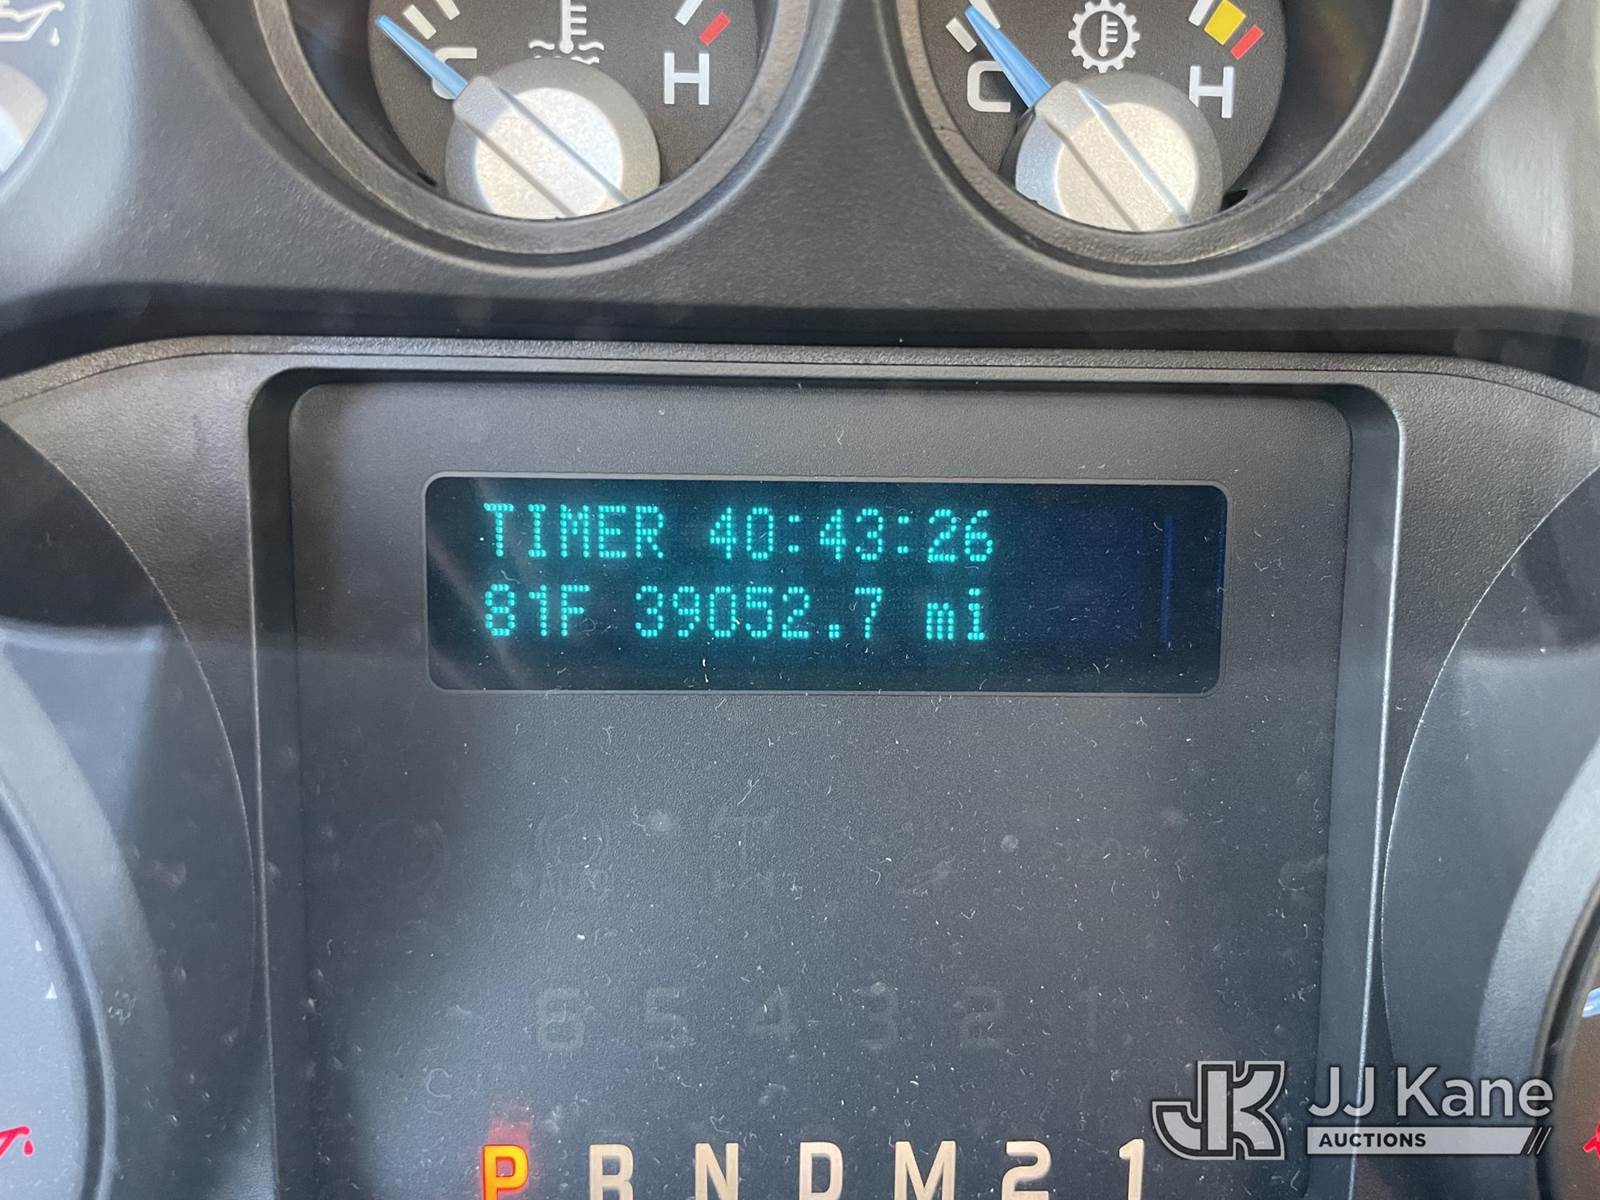 C H
C H
TIMER 40:43:26
81F 39052.7 mi
6 5 4 3 2 1
P R N D M 2 1
JK JJ Kane
AUCTIONS